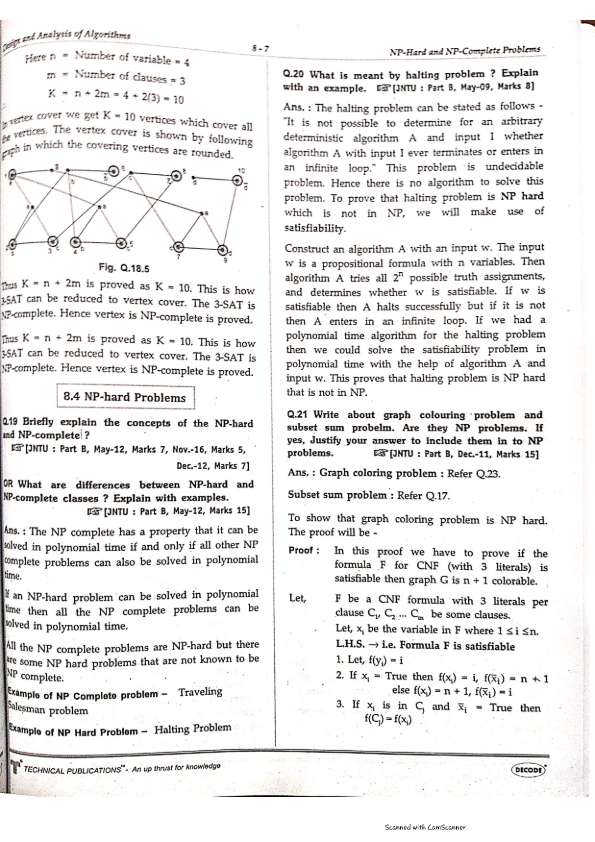 Design and Analysis of Algorithms
8 - 7
NP-Hard and NP-Complete Problems
Here n = Number of variable = 4
m = Number of clauses = 3
K = n + 2m = 4 + 2(3) = 10
In vertex cover we get K = 10 vertices which cover all
the vertices. The vertex cover is shown by following
graph in which the covering vertices are rounded.
Fig. Q.18.5
Thus K = n + 2m is proved as K = 10. This is how
3-SAT can be reduced to vertex cover. The 3-SAT is
NP-complete. Hence vertex is NP-complete is proved.
Thus K = n + 2m is proved as K = 10. This is how
3-SAT can be reduced to vertex cover. The 3-SAT is
NP-complete. Hence vertex is NP-complete is proved.
8.4 NP-hard Problems
Q.19 Briefly explain the concepts of the NP-hard
and NP-complete ?
☞[JNTU : Part B, May-12, Marks 7, Nov.-16, Marks 5,
Dec.-12, Marks 7]
OR What are differences between NP-hard and
NP-complete classes ? Explain with examples.
☞[JNTU : Part B, May-12, Marks 15]
Ans. : The NP complete has a property that it can be
solved in polynomial time if and only if all other NP
complete problems can also be solved in polynomial
time.
If an NP-hard problem can be solved in polynomial
time then all the NP complete problems can be
solved in polynomial time.
All the NP complete problems are NP-hard but there
are some NP hard problems that are not known to be
NP complete.
Example of NP Complete problem – Traveling
Salesman problem
Example of NP Hard Problem – Halting Problem
Q.20 What is meant by halting problem ? Explain
with an example. ☞[JNTU : Part B, May-09, Marks 8]
Ans. : The halting problem can be stated as follows -
"It is not possible to determine for an arbitrary
deterministic algorithm A and input I whether
algorithm A with input I ever terminates or enters in
an infinite loop." This problem is undecidable
problem. Hence there is no algorithm to solve this
problem. To prove that halting problem is NP hard
which is not in NP, we will make use of
satisfiability.
Construct an algorithm A with an input w. The input
w is a propositional formula with n variables. Then
algorithm A tries all 2ⁿ possible truth assignments,
and determines whether w is satisfiable. If w is
satisfiable then A halts successfully but if it is not
then A enters in an infinite loop. If we had a
polynomial time algorithm for the halting problem
then we could solve the satisfiability problem in
polynomial time with the help of algorithm A and
input w. This proves that halting problem is NP hard
that is not in NP.
Q.21 Write about graph colouring problem and
subset sum probelm. Are they NP problems. If
yes, Justify your answer to include them in to NP
problems. ☞[JNTU : Part B, Dec.-11, Marks 15]
Ans. : Graph coloring problem : Refer Q.23.
Subset sum problem : Refer Q.17.
To show that graph coloring problem is NP hard.
The proof will be -
Proof : In this proof we have to prove if the
formula F for CNF (with 3 literals) is
satisfiable then graph G is n + 1 colorable.
Let, F be a CNF formula with 3 literals per
clause C₁, C₂ ... Cₘ be some clauses.
Let, xᵢ be the variable in F where 1 ≤ i ≤ n.
L.H.S. → i.e. Formula F is satisfiable
1. Let, f(yᵢ) = i
2. If xᵢ = True then f(xᵢ) = i, f(x̅ᵢ) = n + 1
else f(xᵢ) = n + 1, f(x̅ᵢ) = i
3. If xᵢ is in Cⱼ and x̅ᵢ = True then
f(Cⱼ) = f(xᵢ)
TECHNICAL PUBLICATIONS™- An up thrust for knowledge
DECODE
Scanned with CamScanner